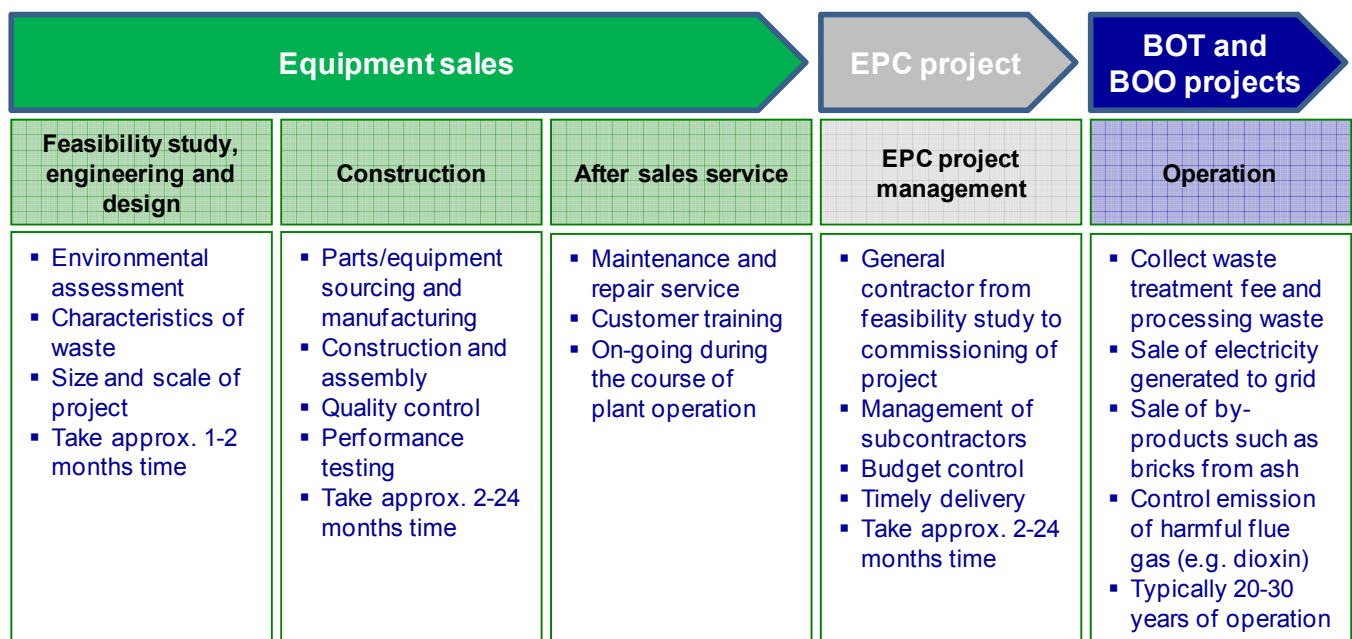 Equipment sales
EPC project
BOT and
BOO projects
Feasibility study,
engineering and
design
Construction
After sales service
EPC project
management
Operation
▪ Environmental
assessment
▪ Characteristics of
waste
▪ Size and scale of
project
▪ Take approx. 1-2
months time
▪ Parts/equipment
sourcing and
manufacturing
▪ Construction and
assembly
▪ Quality control
▪ Performance
testing
▪ Take approx. 2-24
months time
▪ Maintenance and
repair service
▪ Customer training
▪ On-going during
the course of
plant operation
▪ General
contractor from
feasibility study to
commissioning of
project
▪ Management of
subcontractors
▪ Budget control
▪ Timely delivery
▪ Take approx. 2-24
months time
▪ Collect waste
treatment fee and
processing waste
▪ Sale of electricity
generated to grid
▪ Sale of by-
products such as
bricks from ash
▪ Control emission
of harmful flue
gas (e.g. dioxin)
▪ Typically 20-30
years of operation